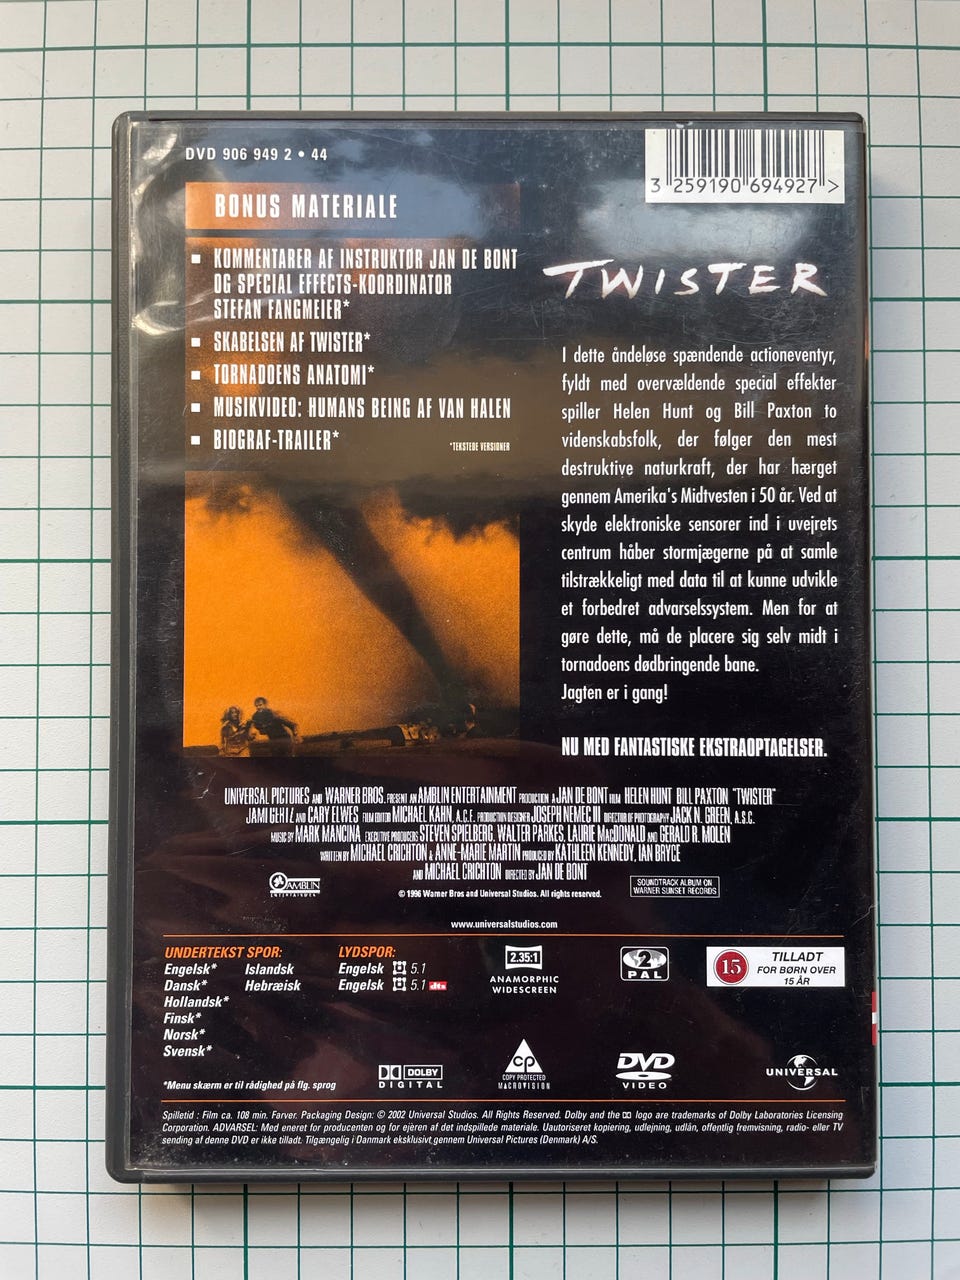 DVD 906 949 2 • 44
3 259190 694927 >
BONUS MATERIALE
KOMMENTARER AF INSTRUKTØR JAN DE BONT
OG SPECIAL EFFECTS-KOORDINATOR
STEFAN FANGMEIER*
SKABELSEN AF TWISTER*
TORNADOENS ANATOMI*
MUSIKVIDEO: HUMANS BEING AF VAN HALEN
BIOGRAF-TRAILER*
*TEKSTEDE VERSIONER
TWISTER
I dette åndeløse spændende actioneventyr,
fyldt med overvældende special effekter
spiller Helen Hunt og Bill Paxton to
videnskabsfolk, der følger den mest
destruktive naturkraft, der har hærget
gennem Amerika's Midtvesten i 50 år. Ved at
skyde elektroniske sensorer ind i uvejrets
centrum håber stormjægerne på at samle
tilstrækkeligt med data til at kunne udvikle
et forbedret advarselssystem. Men for at
gøre dette, må de placere sig selv midt i
tornadoens dødbringende bane.
Jagten er i gang!
NU MED FANTASTISKE EKSTRAOPTAGELSER.
UNIVERSAL PICTURES AND WARNER BROS. PRESENT AN AMBLIN ENTERTAINMENT PRODUCTION A JAN DE BONT FILM HELEN HUNT BILL PAXTON "TWISTER"
JAMI GERTZ AND CARY ELWES FILM EDITOR MICHAEL KAHN, A.C.E. PRODUCTION DESIGNER JOSEPH NEMEC III DIRECTOR OF PHOTOGRAPHY JACK N. GREEN, A.S.C.
MUSIC BY MARK MANCINA EXECUTIVE PRODUCERS STEVEN SPIELBERG, WALTER PARKES, LAURIE MACDONALD AND GERALD R. MOLEN
WRITTEN BY MICHAEL CRICHTON & ANNE-MARIE MARTIN PRODUCED BY KATHLEEN KENNEDY, IAN BRYCE
AND MICHAEL CRICHTON DIRECTED BY JAN DE BONT
AMBLIN
ENTERTAINMENT
© 1996 Warner Bros and Universal Studios. All rights reserved.
SOUNDTRACK ALBUM ON
WARNER SUNSET RECORDS
www.universalstudios.com
UNDERTEKST SPOR:
Engelsk* Islandsk
Dansk* Hebræisk
Hollandsk*
Finsk*
Norsk*
Svensk*
*Menu skærm er til rådighed på flg. sprog
LYDSPOR:
Engelsk 5.1
Engelsk 5.1 dts
2.35:1
ANAMORPHIC
WIDESCREEN
2
PAL
15
TILLADT
FOR BØRN OVER
15 ÅR
DOLBY
DIGITAL
CP
COPY PROTECTED
MACROVISION
DVD
VIDEO
UNIVERSAL
Spilletid : Film ca. 108 min. Farver. Packaging Design: © 2002 Universal Studios. All Rights Reserved. Dolby and the logo are trademarks of Dolby Laboratories Licensing
Corporation. ADVARSEL: Med eneret for producenten og for ejeren af det indspillede materiale. Uautoriseret kopiering, udlejning, udlån, offentlig fremvisning, radio- eller TV
sending af denne DVD er ikke tilladt. Tilgængelig i Danmark eksklusivt gennem Universal Pictures (Denmark) A/S.